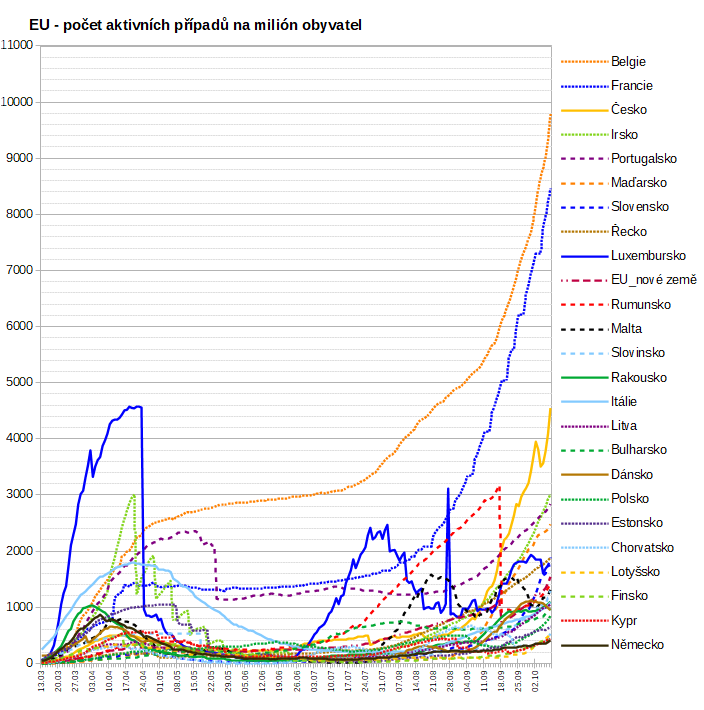 EU - počet aktivních případů na milión obyvatel
11000
10000
9000
8000
7000
6000
5000
4000
3000
2000
1000
0
13.03
20.03
27.03
03.04
10.04
17.04
24.04
01.05
08.05
15.05
22.05
29.05
05.06
12.06
19.06
26.06
03.07
10.07
17.07
24.07
31.07
07.08
14.08
21.08
28.08
04.09
11.09
18.09
25.09
02.10
Belgie
Francie
Česko
Irsko
Portugalsko
Maďarsko
Slovensko
Řecko
Luxembursko
EU_nové země
Rumunsko
Malta
Slovinsko
Rakousko
Itálie
Litva
Bulharsko
Dánsko
Polsko
Estonsko
Chorvatsko
Lotyšsko
Finsko
Kypr
Německo